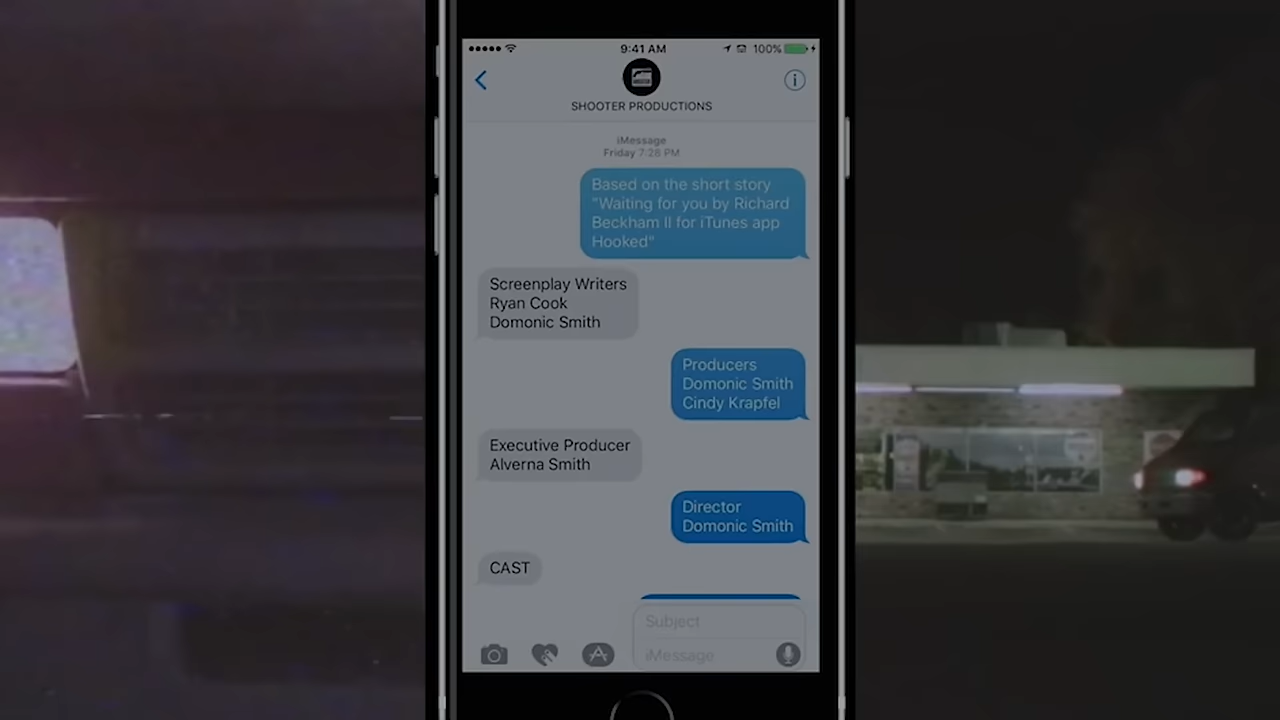 9:41 AM
100%
SHOOTER PRODUCTIONS
iMessage
Friday 7:28 PM
Based on the short story
"Waiting for you by Richard
Beckham II for iTunes app
Hooked"
Screenplay Writers
Ryan Cook
Domonic Smith
Producers
Domonic Smith
Cindy Krapfel
Executive Producer
Alverna Smith
Director
Domonic Smith
CAST
Subject
iMessage